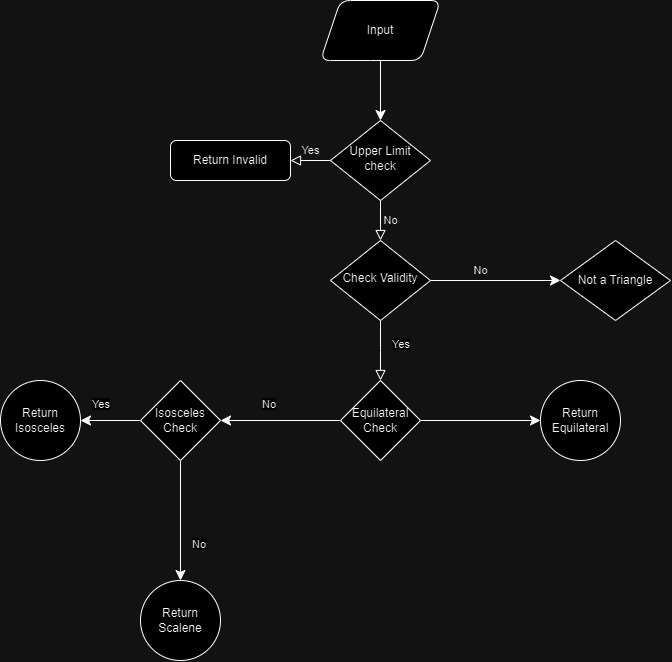 Input
Upper Limit
check
Yes
Return Invalid
No
Check Validity
No
Not a Triangle
Yes
Equilateral
Check
No
Isosceles
Check
Yes
Return
Isosceles
Return
Equilateral
No
Return
Scalene